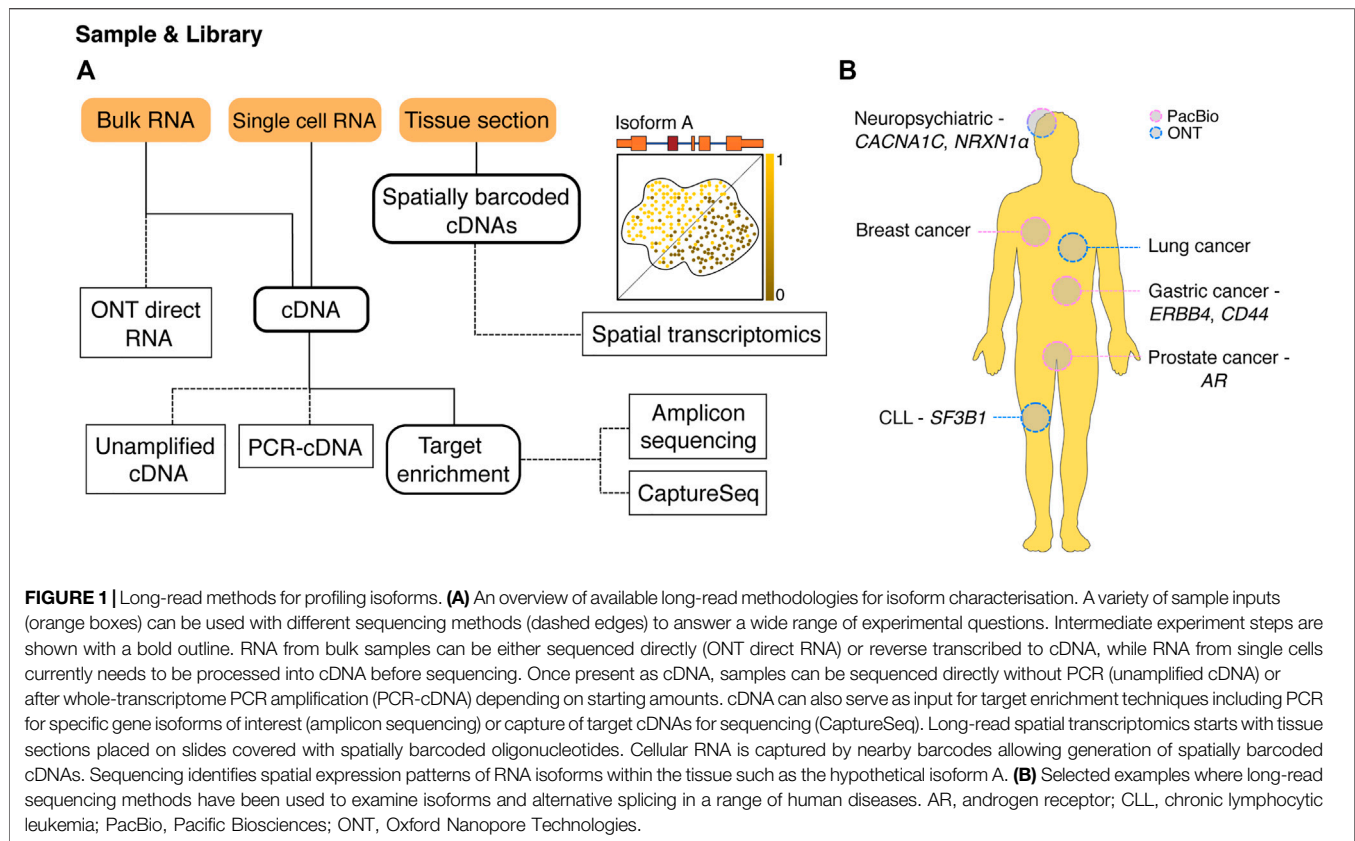 Sample & Library
A
Bulk RNA
Single cell RNA
Tissue section
Isoform A
1
0
Spatially barcoded
cDNAs
ONT direct
RNA
cDNA
Spatial transcriptomics
Unamplified
cDNA
PCR-cDNA
Target
enrichment
Amplicon
sequencing
CaptureSeq
B
Neuropsychiatric -
CACNA1C, NRXN1α
PacBio
ONT
Breast cancer
Lung cancer
Gastric cancer -
ERBB4, CD44
Prostate cancer -
AR
CLL - SF3B1
FIGURE 1 | Long-read methods for profiling isoforms. (A) An overview of available long-read methodologies for isoform characterisation. A variety of sample inputs
(orange boxes) can be used with different sequencing methods (dashed edges) to answer a wide range of experimental questions. Intermediate experiment steps are
shown with a bold outline. RNA from bulk samples can be either sequenced directly (ONT direct RNA) or reverse transcribed to cDNA, while RNA from single cells
currently needs to be processed into cDNA before sequencing. Once present as cDNA, samples can be sequenced directly without PCR (unamplified cDNA) or
after whole-transcriptome PCR amplification (PCR-cDNA) depending on starting amounts. cDNA can also serve as input for target enrichment techniques including PCR
for specific gene isoforms of interest (amplicon sequencing) or capture of target cDNAs for sequencing (CaptureSeq). Long-read spatial transcriptomics starts with tissue
sections placed on slides covered with spatially barcoded oligonucleotides. Cellular RNA is captured by nearby barcodes allowing generation of spatially barcoded
cDNAs. Sequencing identifies spatial expression patterns of RNA isoforms within the tissue such as the hypothetical isoform A. (B) Selected examples where long-read
sequencing methods have been used to examine isoforms and alternative splicing in a range of human diseases. AR, androgen receptor; CLL, chronic lymphocytic
leukemia; PacBio, Pacific Biosciences; ONT, Oxford Nanopore Technologies.